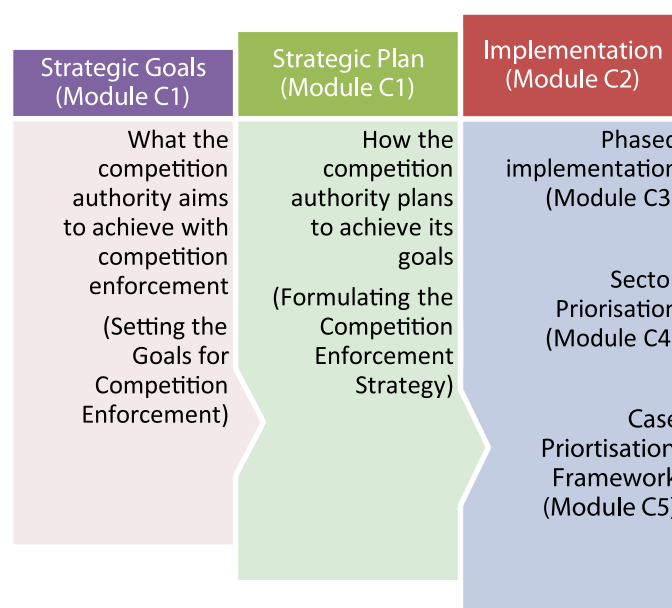 Strategic Goals
(Module C1)
What the
competition
authority aims
to achieve with
competition
enforcement
(Setting the
Goals for
Competition
Enforcement)
Strategic Plan
(Module C1)
How the
competition
authority plans
to achieve its
goals
(Formulating the
Competition
Enforcement
Strategy)
Implementation
(Module C2)
Phased
implementation
(Module C3
Secto
Priorisation
(Module C4
Case
Priortisation
Framework
(Module C5)